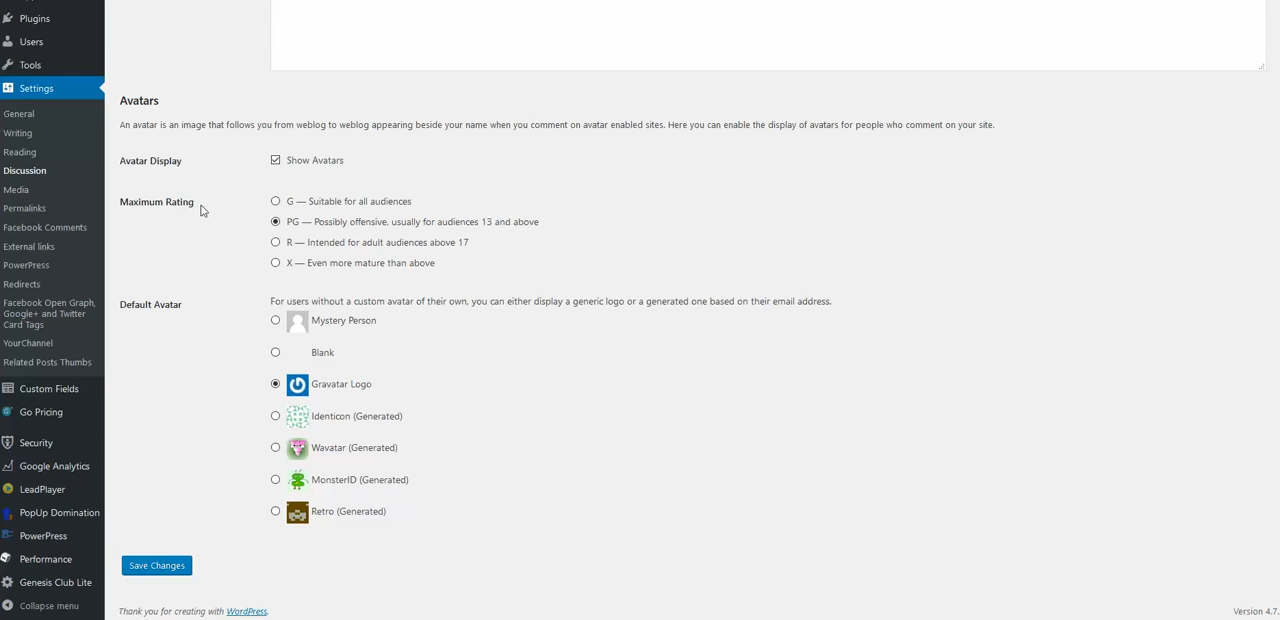 Plugins
Users
Tools
Settings
General
Writing
Reading
Discussion
Media
Permalinks
Facebook Comments
External links
PowerPress
Redirects
Facebook Open Graph,
Google+ and Twitter
Card Tags
YourChannel
Related Posts Thumbs
Custom Fields
Go Pricing
Security
Google Analytics
LeadPlayer
PopUp Domination
PowerPress
Performance
Genesis Club Lite
Collapse menu
Avatars
An avatar is an image that follows you from weblog to weblog appearing beside your name when you comment on avatar enabled sites. Here you can enable the display of avatars for people who comment on your site.
Avatar Display
Show Avatars
Maximum Rating
G — Suitable for all audiences
PG — Possibly offensive, usually for audiences 13 and above
R — Intended for adult audiences above 17
X — Even more mature than above
Default Avatar
For users without a custom avatar of their own, you can either display a generic logo or a generated one based on their email address.
Mystery Person
Blank
Gravatar Logo
Identicon (Generated)
Wavatar (Generated)
MonsterID (Generated)
Retro (Generated)
Save Changes
Thank you for creating with WordPress.
Version 4.7.